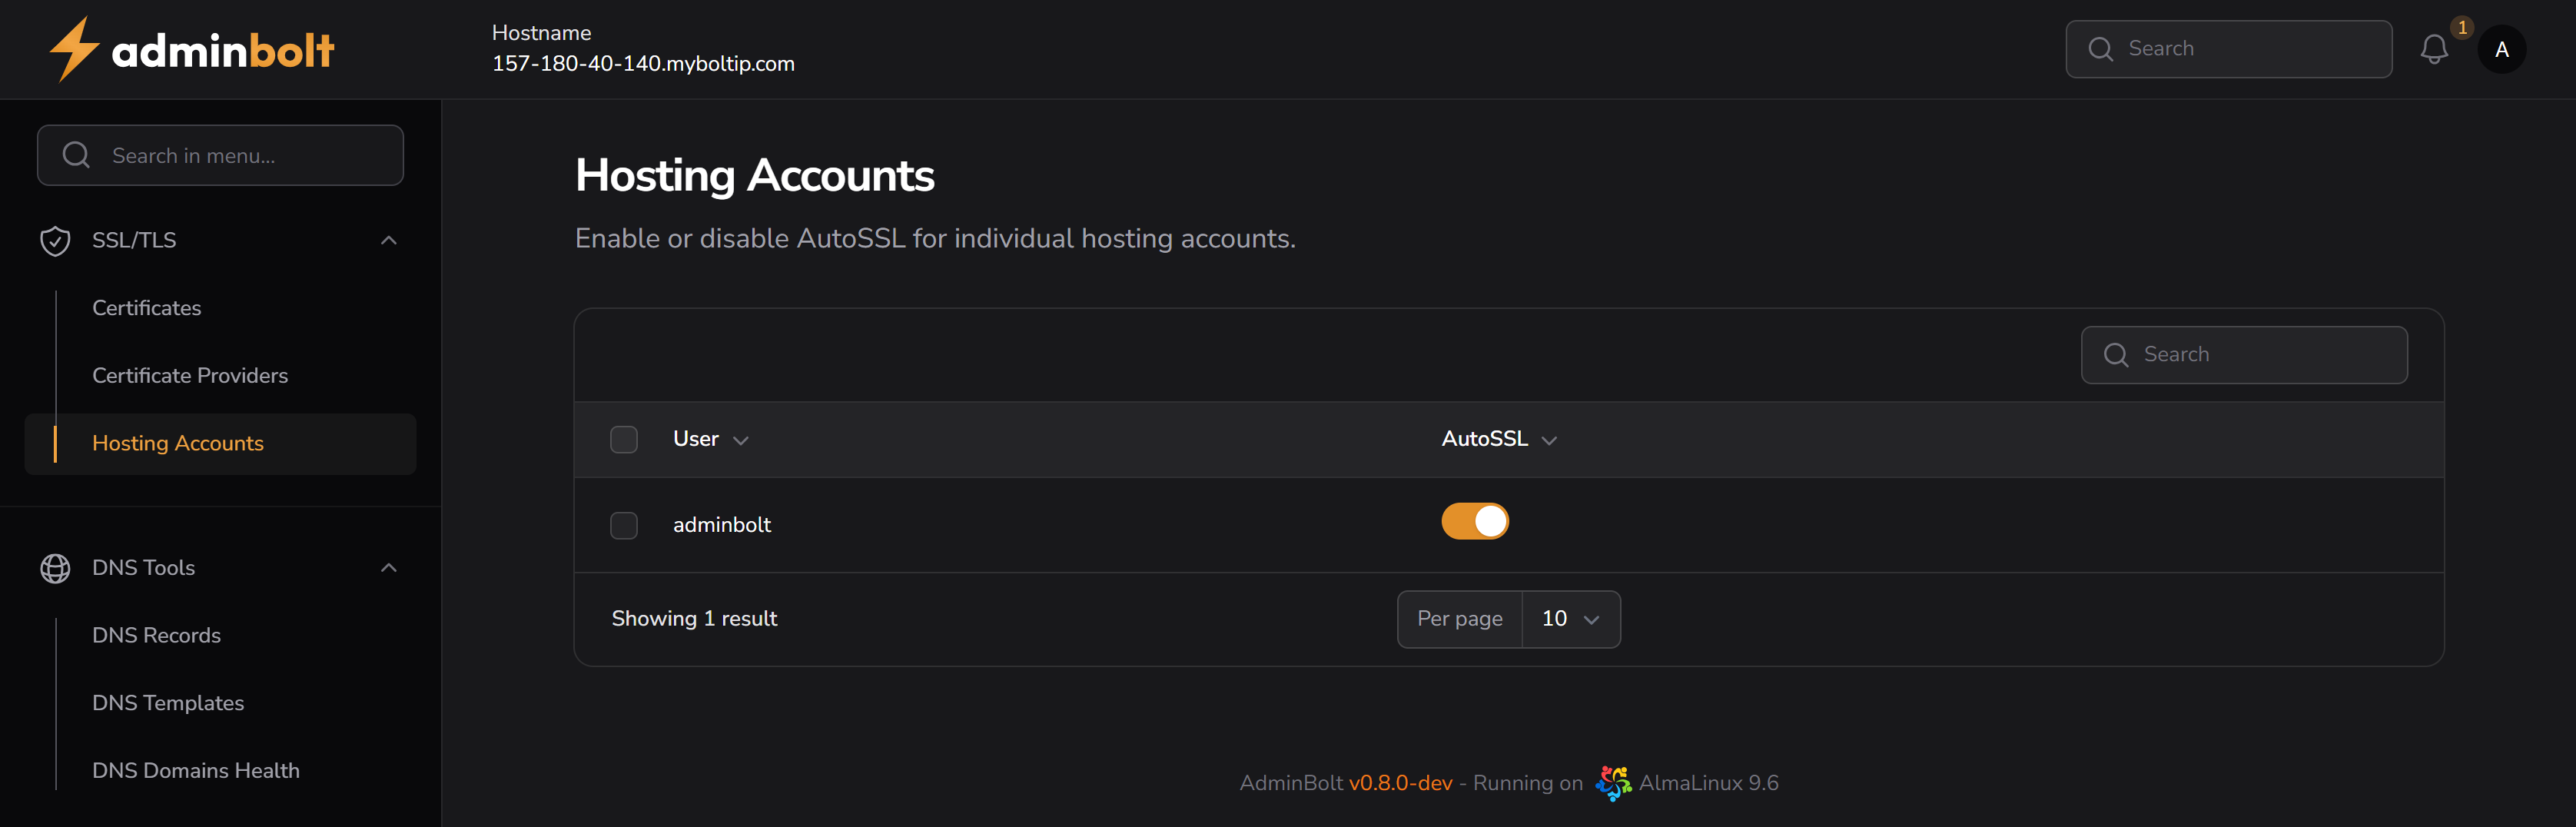 adminbolt
Hostname
157-180-40-140.myboltip.com
Search
1
A
Search in menu...
SSL/TLS
Certificates
Certificate Providers
Hosting Accounts
DNS Tools
DNS Records
DNS Templates
DNS Domains Health
Hosting Accounts
Enable or disable AutoSSL for individual hosting accounts.
Search
User AutoSSL
adminbolt
Showing 1 result Per page 10
AdminBolt v0.8.0-dev - Running on AlmaLinux 9.6